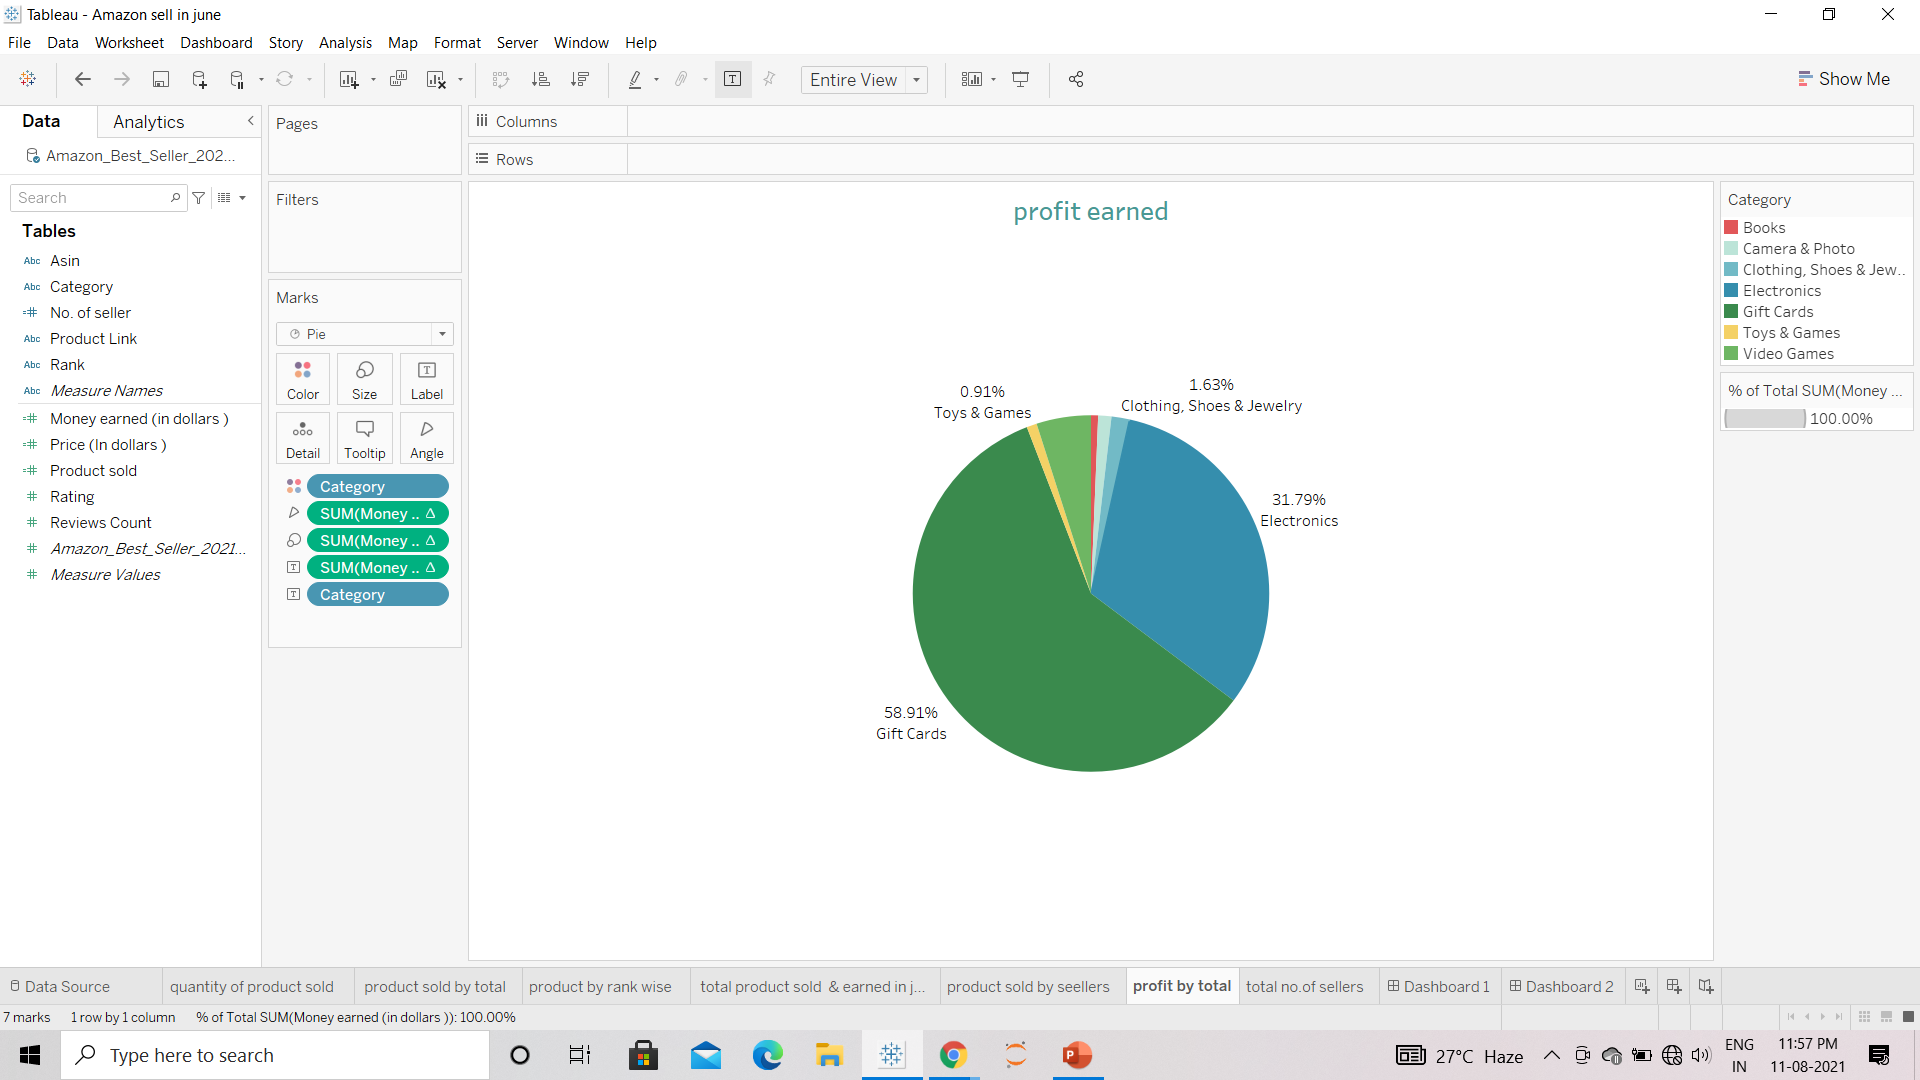 Tableau - Amazon sell in june
File Data Worksheet Dashboard Story Analysis Map Format Server Window Help
Entire View
Show Me
Data
Analytics
Amazon_Best_Seller_202...
Search
Tables
Abc Asin
Abc Category
No. of seller
Abc Product Link
Abc Rank
Abc Measure Names
Money earned (in dollars )
Price (In dollars )
Product sold
Rating
Reviews Count
Amazon_Best_Seller_2021...
Measure Values
Pages
Filters
Marks
Pie
Color
Size
Label
Detail
Tooltip
Angle
Category
SUM(Money .. Δ
SUM(Money .. Δ
SUM(Money .. Δ
Category
Columns
Rows
profit earned
0.91%
Toys & Games
1.63%
Clothing, Shoes & Jewelry
31.79%
Electronics
58.91%
Gift Cards
Category
Books
Camera & Photo
Clothing, Shoes & Jew..
Electronics
Gift Cards
Toys & Games
Video Games
% of Total SUM(Money ...
100.00%
Data Source
quantity of product sold
product sold by total
product by rank wise
total product sold & earned in j...
product sold by seellers
profit by total
total no.of sellers
Dashboard 1
Dashboard 2
7 marks 1 row by 1 column % of Total SUM(Money earned (in dollars )): 100.00%
Type here to search
27°C Haze
ENG
IN
11:57 PM
11-08-2021